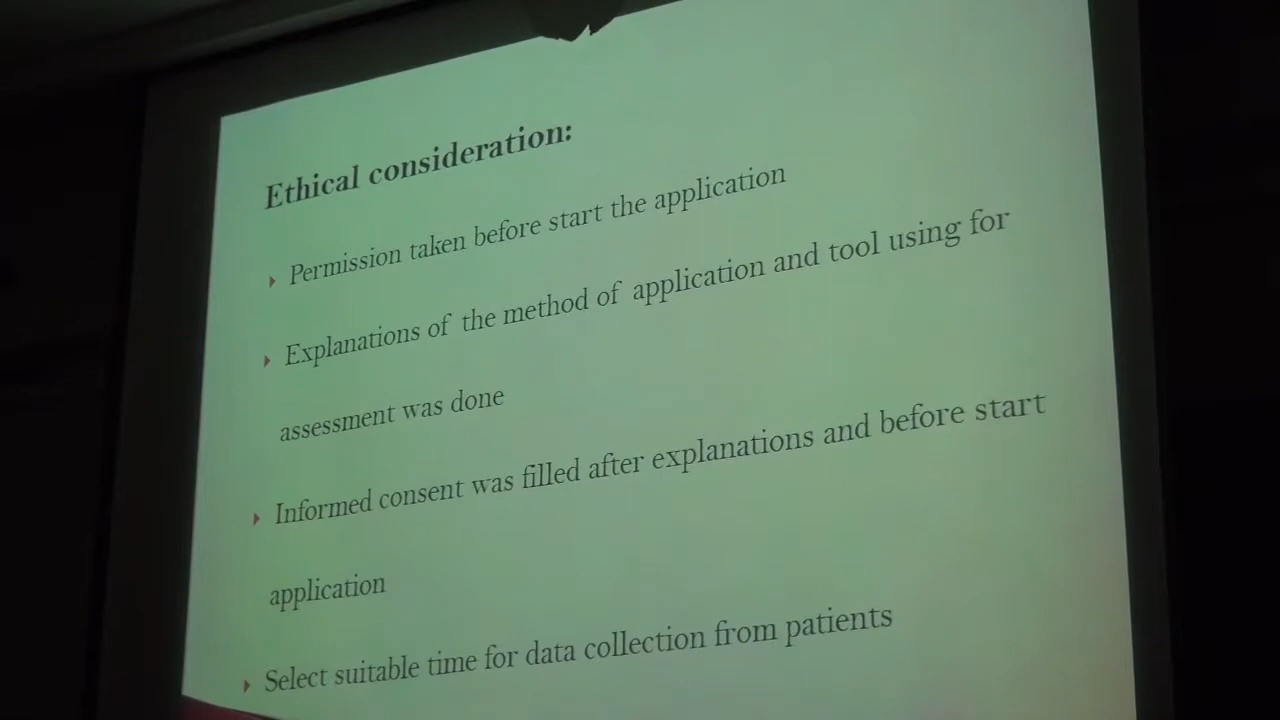 Ethical consideration:
Permission taken before start the application
Explanations of the method of application and tool using for
assessment was done
Informed consent was filled after explanations and before start
application
Select suitable time for data collection from patients